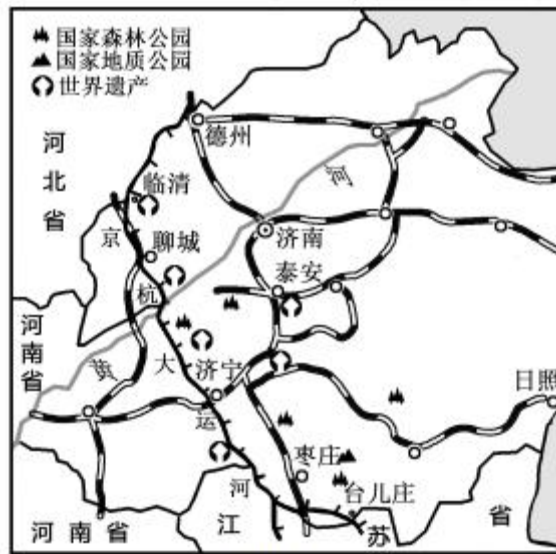 国家森林公园
国家地质公园
世界遗产
河北省
德州
临清
河
京
聊城
济南
泰安
杭
河南省
黄
大
济宁
日照
运
枣庄
河
台儿庄
河南省
江
苏
省